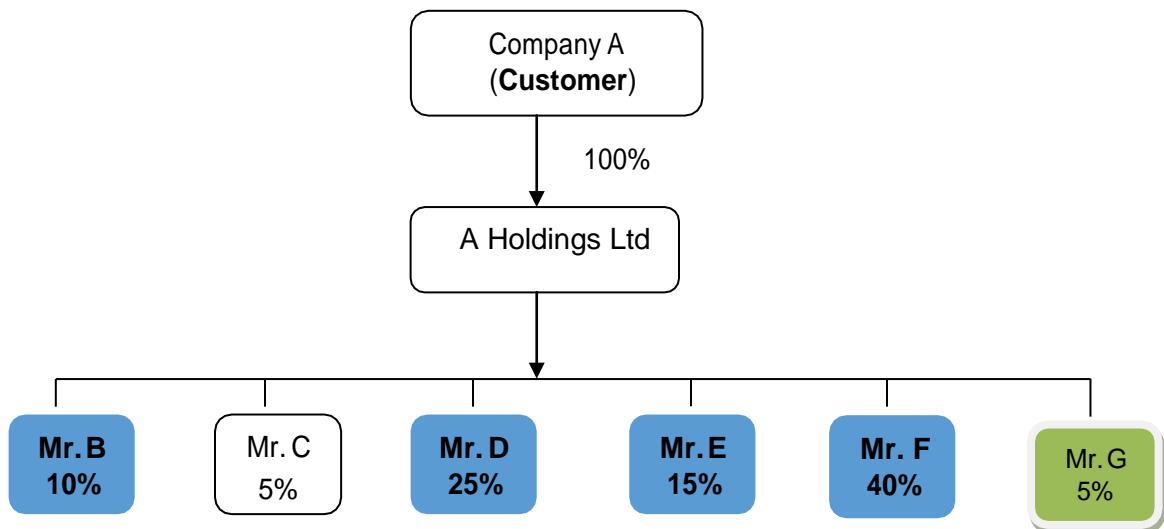 Company A
(Customer)
100%
A Holdings Ltd
Mr. B
10%
Mr. C
5%
Mr. D
25%
Mr. E
15%
Mr. F
40%
Mr. G
5%